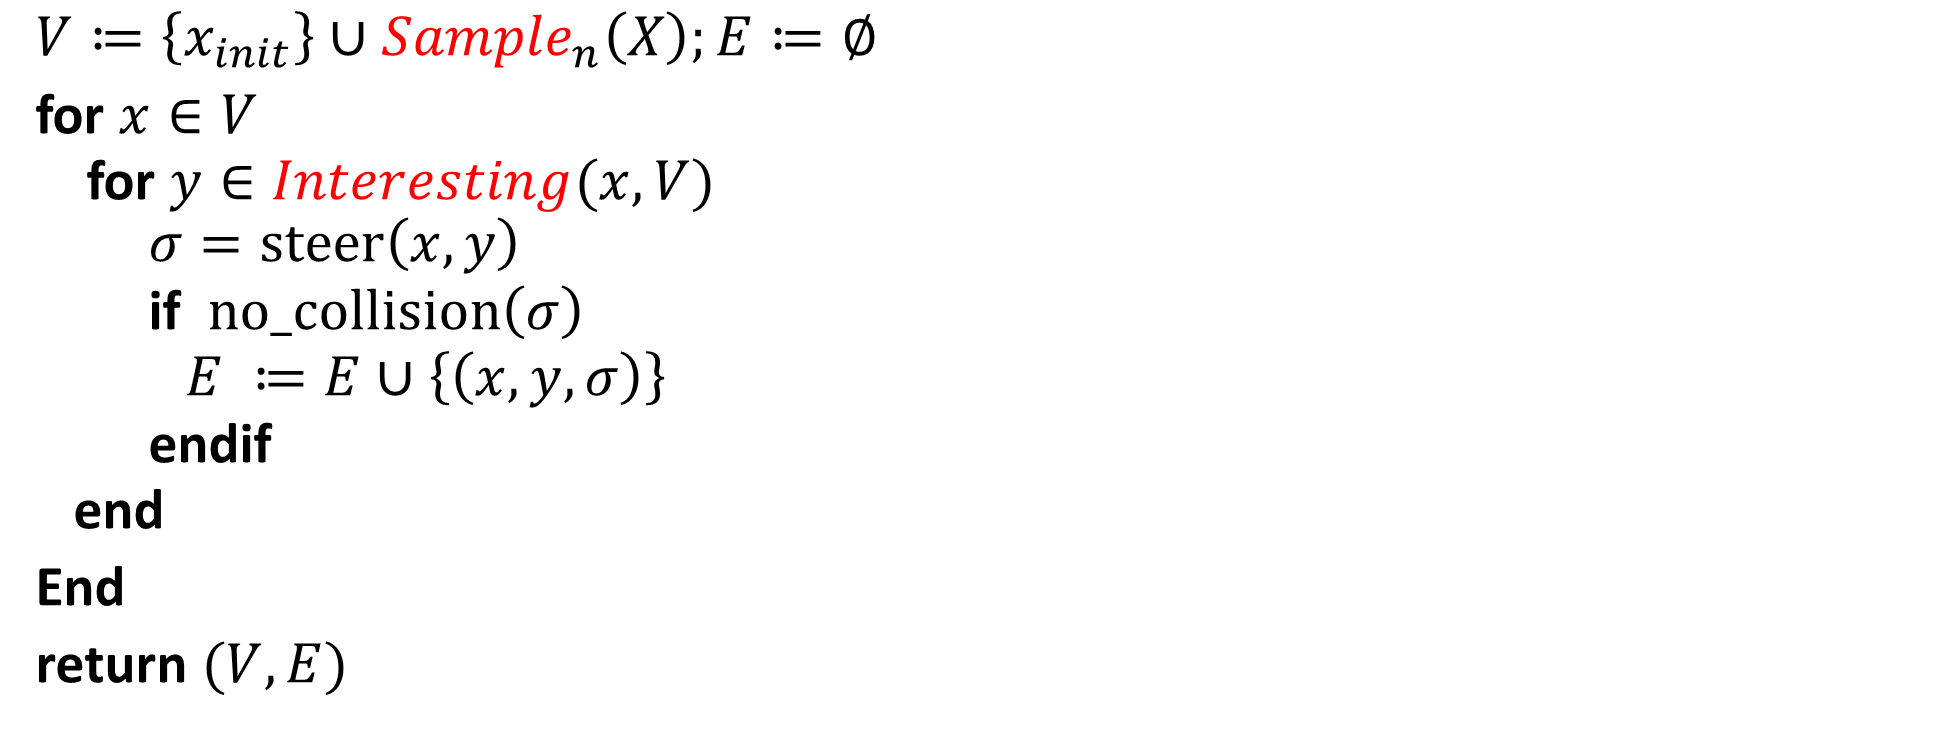 V ≔ {x_init} ∪ Sample_n(X); E ≔ ∅
for x ∈ V
for y ∈ Interesting(x, V)
σ = steer(x, y)
if no_collision(σ)
E ≔ E ∪ {(x, y, σ)}
endif
end
End
return (V, E)